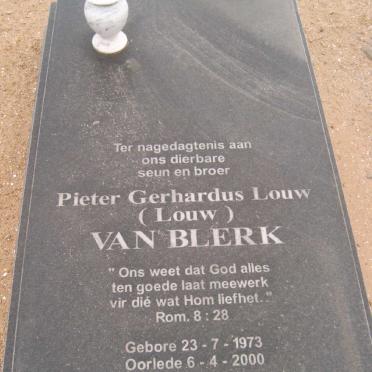 Ter nagedagtenis aan
ons dierbare
seun en broer
Pieter Gerhardus Louw
( Louw )
VAN BLERK
" Ons weet dat God alles
ten goede laat meewerk
vir dié wat Hom liefhet. "
Rom. 8 : 28
Gebore 23 - 7 - 1973
Oorlede 6 - 4 - 2000